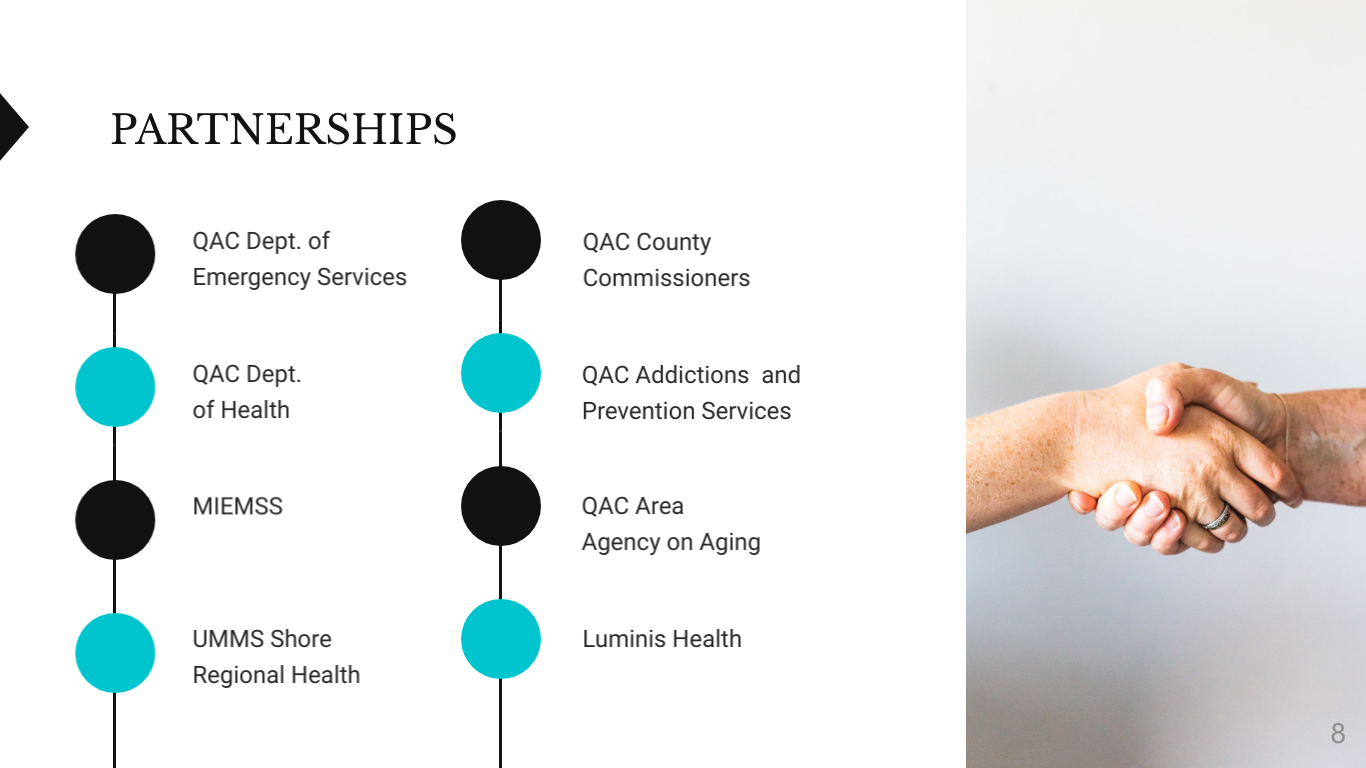 PARTNERSHIPS
QAC Dept. of
Emergency Services
QAC Dept.
of Health
MIEMSS
UMMS Shore
Regional Health
QAC County
Commissioners
QAC Addictions  and
Prevention Services
QAC Area
Agency on Aging
Luminis Health
8